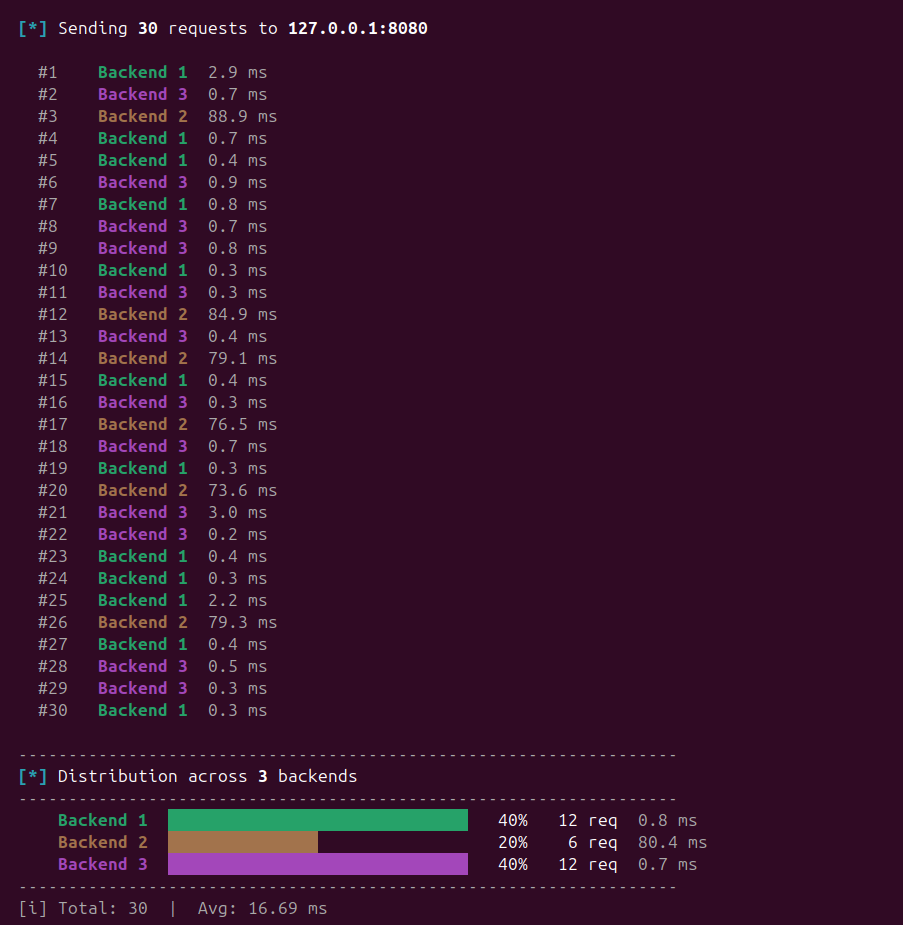 [*] Sending 30 requests to 127.0.0.1:8080
#1 Backend 1 2.9 ms
#2 Backend 3 0.7 ms
#3 Backend 2 88.9 ms
#4 Backend 1 0.7 ms
#5 Backend 1 0.4 ms
#6 Backend 3 0.9 ms
#7 Backend 1 0.8 ms
#8 Backend 3 0.7 ms
#9 Backend 3 0.8 ms
#10 Backend 1 0.3 ms
#11 Backend 3 0.3 ms
#12 Backend 2 84.9 ms
#13 Backend 3 0.4 ms
#14 Backend 2 79.1 ms
#15 Backend 1 0.4 ms
#16 Backend 3 0.3 ms
#17 Backend 2 76.5 ms
#18 Backend 3 0.7 ms
#19 Backend 1 0.3 ms
#20 Backend 2 73.6 ms
#21 Backend 3 3.0 ms
#22 Backend 3 0.2 ms
#23 Backend 1 0.4 ms
#24 Backend 1 0.3 ms
#25 Backend 1 2.2 ms
#26 Backend 2 79.3 ms
#27 Backend 1 0.4 ms
#28 Backend 3 0.5 ms
#29 Backend 3 0.3 ms
#30 Backend 1 0.3 ms
------------------------------------------------------------------
[*] Distribution across 3 backends
------------------------------------------------------------------
Backend 1 40% 12 req 0.8 ms
Backend 2 20% 6 req 80.4 ms
Backend 3 40% 12 req 0.7 ms
------------------------------------------------------------------
[i] Total: 30 | Avg: 16.69 ms